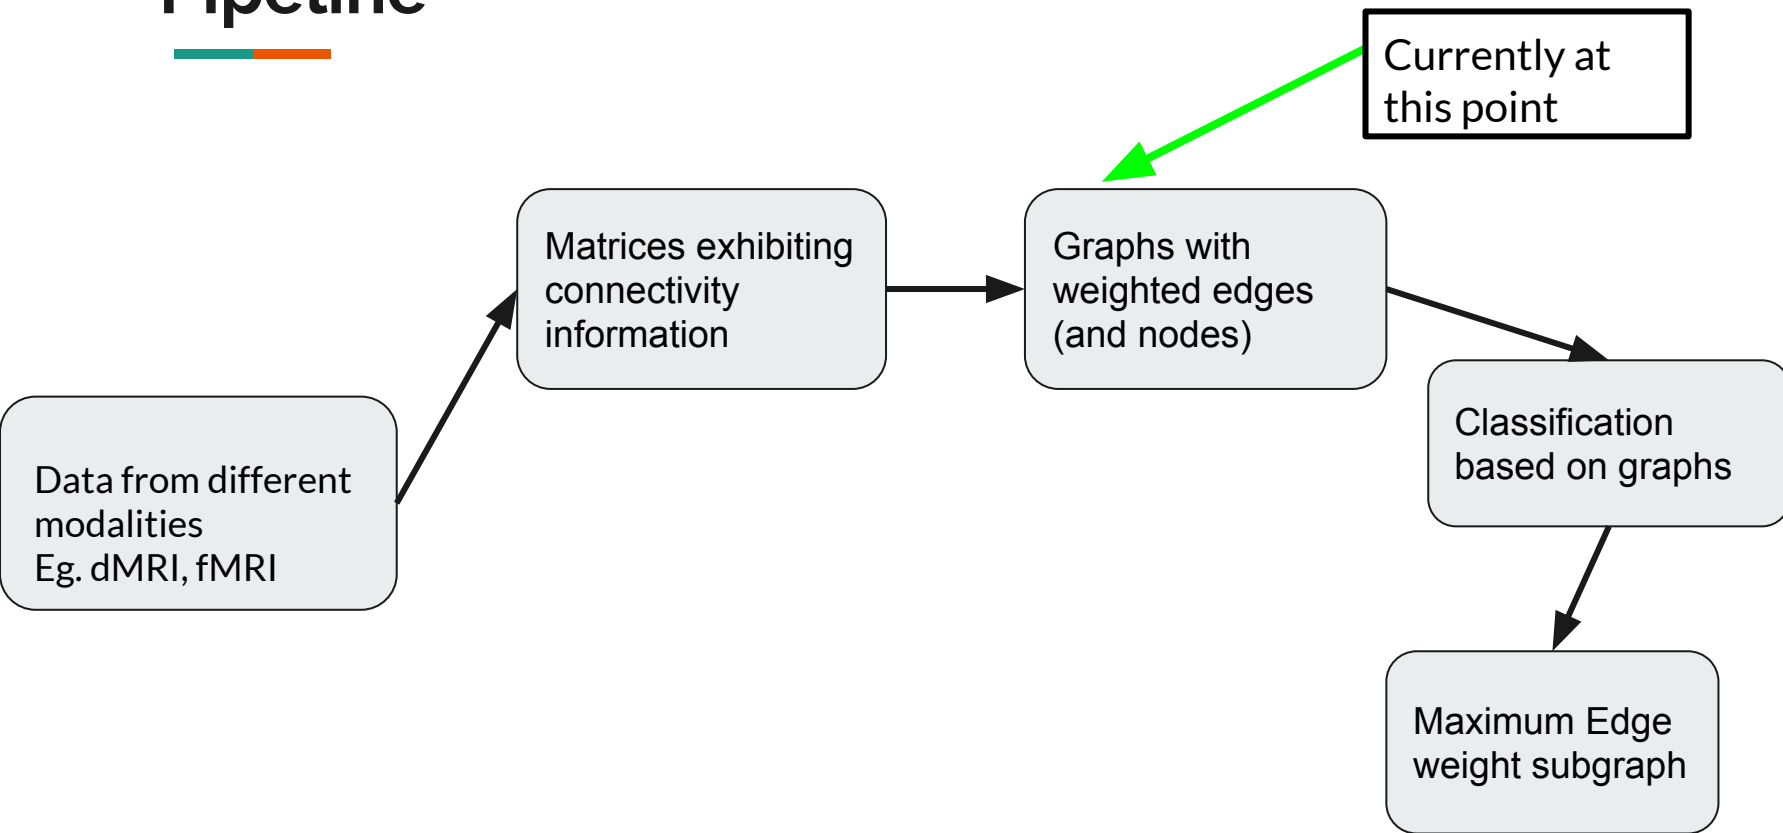 Pipeline
Currently at
this point
Matrices exhibiting
connectivity
information
Graphs with
weighted edges
(and nodes)
Data from different
modalities
Eg. dMRI, fMRI
Classification
based on graphs
Maximum Edge
weight subgraph